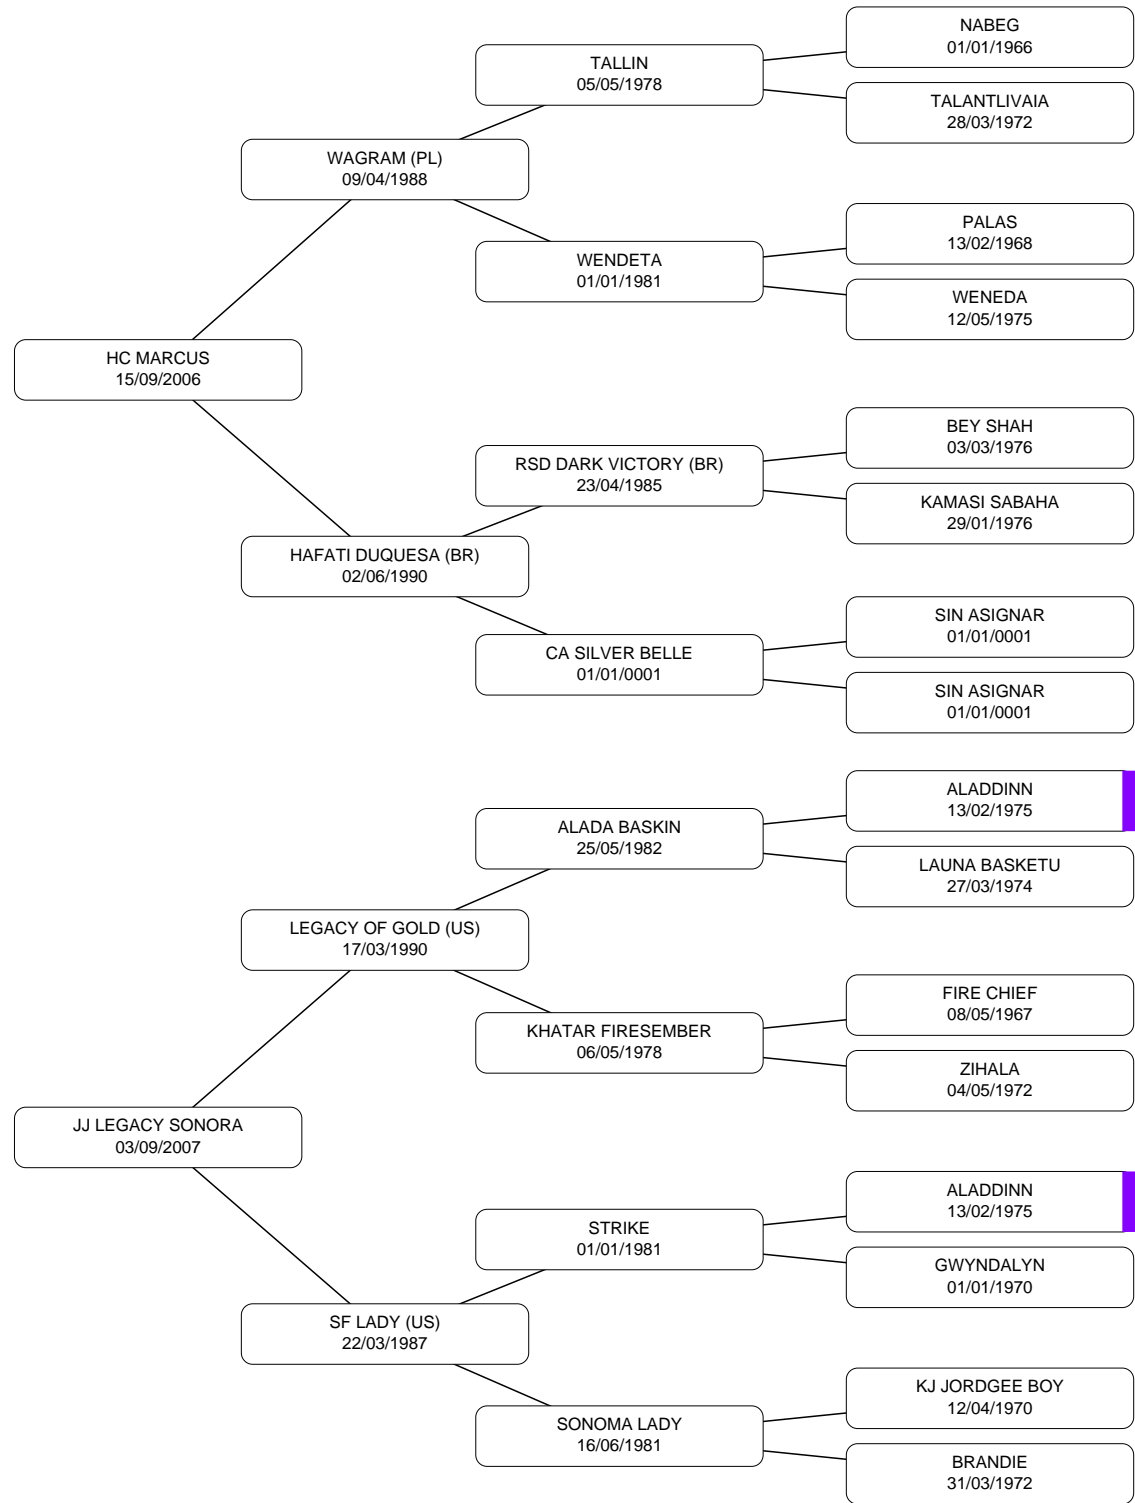 NABEG
01/01/1966
TALLIN
05/05/1978
TALANTLIVAIA
28/03/1972
WAGRAM (PL)
09/04/1988
PALAS
13/02/1968
WENDETA
01/01/1981
WENEDA
12/05/1975
HC MARCUS
15/09/2006
BEY SHAH
03/03/1976
RSD DARK VICTORY (BR)
23/04/1985
KAMASI SABAHA
29/01/1976
HAFATI DUQUESA (BR)
02/06/1990
SIN ASIGNAR
01/01/0001
CA SILVER BELLE
01/01/0001
SIN ASIGNAR
01/01/0001
ALADDINN
13/02/1975
ALADA BASKIN
25/05/1982
LAUNA BASKETU
27/03/1974
LEGACY OF GOLD (US)
17/03/1990
FIRE CHIEF
08/05/1967
KHATAR FIRESEMBER
06/05/1978
ZIHALA
04/05/1972
JJ LEGACY SONORA
03/09/2007
ALADDINN
13/02/1975
STRIKE
01/01/1981
GWYNDALYN
01/01/1970
SF LADY (US)
22/03/1987
KJ JORDGEE BOY
12/04/1970
SONOMA LADY
16/06/1981
BRANDIE
31/03/1972